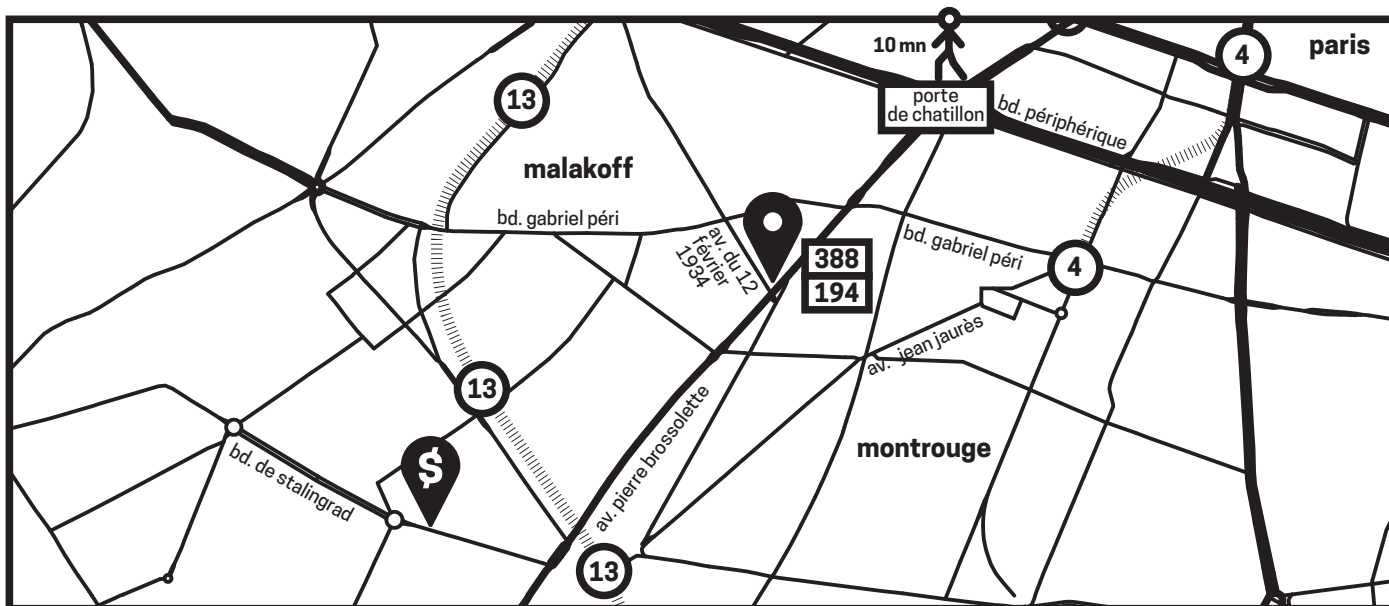 paris
10 mn
4
13
porte
de chatillon
bd. périphérique
malakoff
bd. gabriel péri
av. du 12
février
1934
388
194
bd. gabriel péri
4
av. jean jaurès
13
av. pierre brossolette
montrouge
$
bd. de stalingrad
13